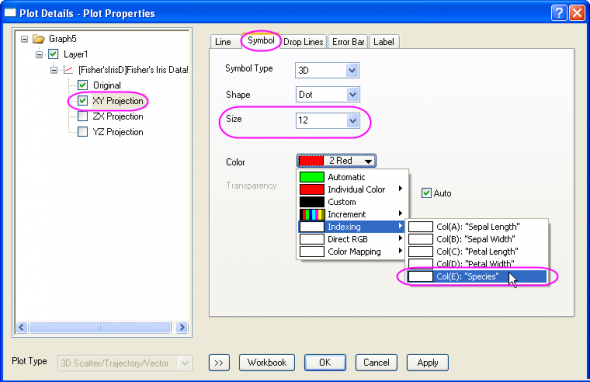 Plot Details - Plot Properties
Graph5
Layer1
[Fisher'sIrisD]Fisher's Iris Data!
Original
XY Projection
ZX Projection
YZ Projection
Line
Symbol
Drop Lines
Error Bar
Label
Symbol Type
3D
Shape
Dot
Size
12
Color
2 Red
Transparency
Auto
Automatic
Individual Color
Custom
Increment
Indexing
Direct RGB
Color Mapping
Col(A): "Sepal Length"
Col(B): "Sepal Width"
Col(C): "Petal Length"
Col(D): "Petal Width"
Col(E): "Species"
Plot Type
3D Scatter/Trajectory/Vector
>>
Workbook
OK
Cancel
Apply